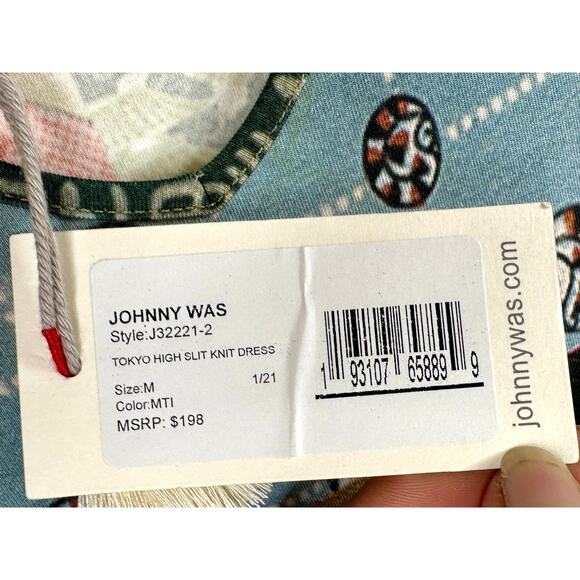 JOHNNY WAS
Style:J32221-2
TOKYO HIGH SLIT KNIT DRESS
Size:M 1/21
Color:MTI
MSRP: $198
1 93107 65889 9
johnnywas.com